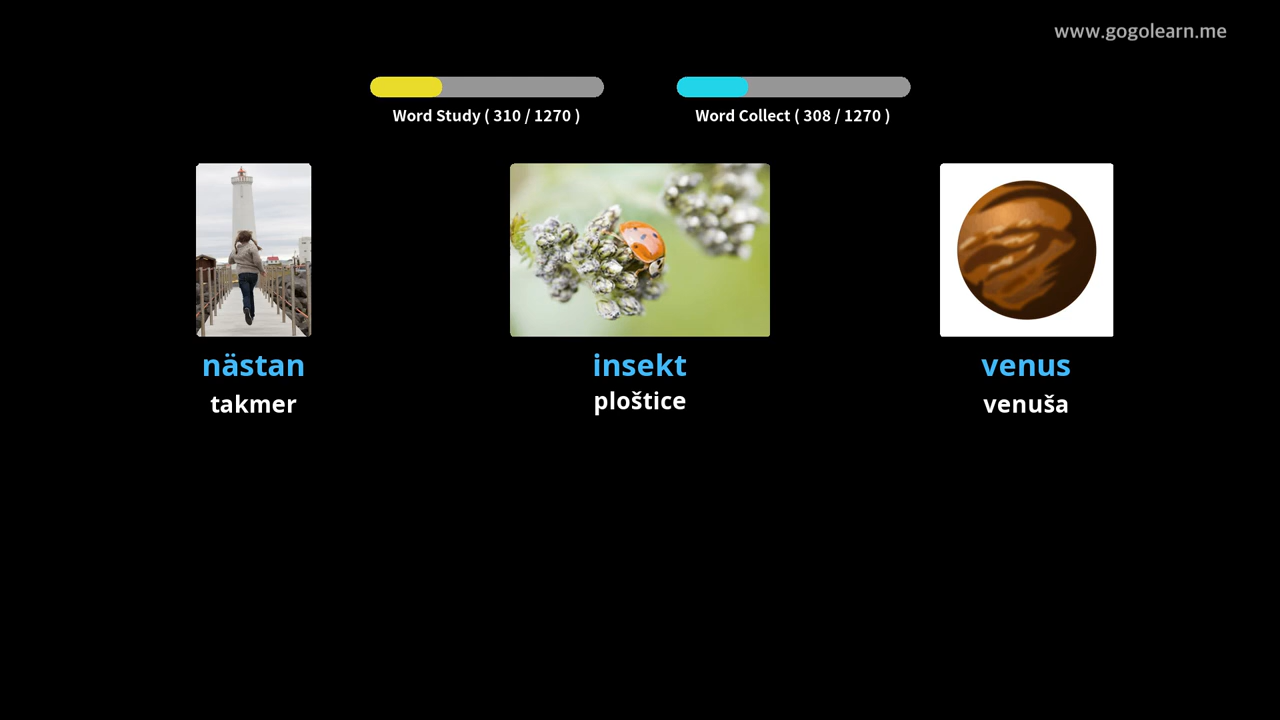 www.gogolearn.me
Word Study ( 310 / 1270 )
Word Collect ( 308 / 1270 )
nästan
takmer
insekt
ploštice
venus
venuša